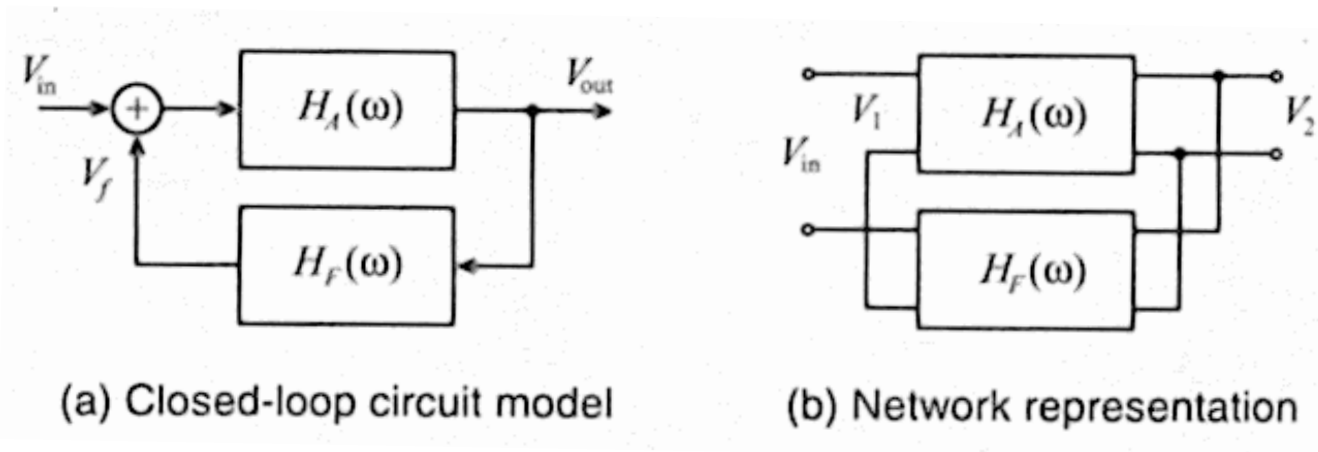 V_in
V_out
H_A(ω)
V_f
H_F(ω)
(a) Closed-loop circuit model
V_1
H_A(ω)
V_2
V_in
H_F(ω)
(b) Network representation